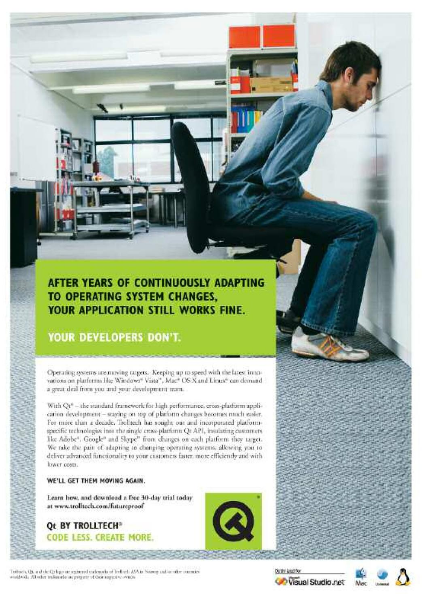 AFTER YEARS OF CONTINUOUSLY ADAPTING
TO OPERATING SYSTEM CHANGES,
YOUR APPLICATION STILL WORKS FINE.
YOUR DEVELOPERS DON'T.
Operating systems are moving targets. Keeping up to speed with the latest inno-
vations on platforms like Windows® Vista™, Mac® OS X and Linux® can demand
a great deal from you and your development team.
With Qt® – the standard framework for high performance, cross-platform appli-
cation development – staying on top of platform changes becomes much easier.
For more than a decade, Trolltech has sought out and incorporated platform-
specific technologies into the single cross-platform Qt API, insulating customers
like Adobe®, Google® and Skype® from changes on each platform they target.
We take the pain of adapting to changing operating systems, allowing you to
deliver advanced functionality to your customers faster, more efficiently and with
lower costs.
WE'LL GET THEM MOVING AGAIN.
Learn how, and download a free 30-day trial today
at www.trolltech.com/futureproof
Qt BY TROLLTECH®
CODE LESS. CREATE MORE.
Visual Studio.net
Mac